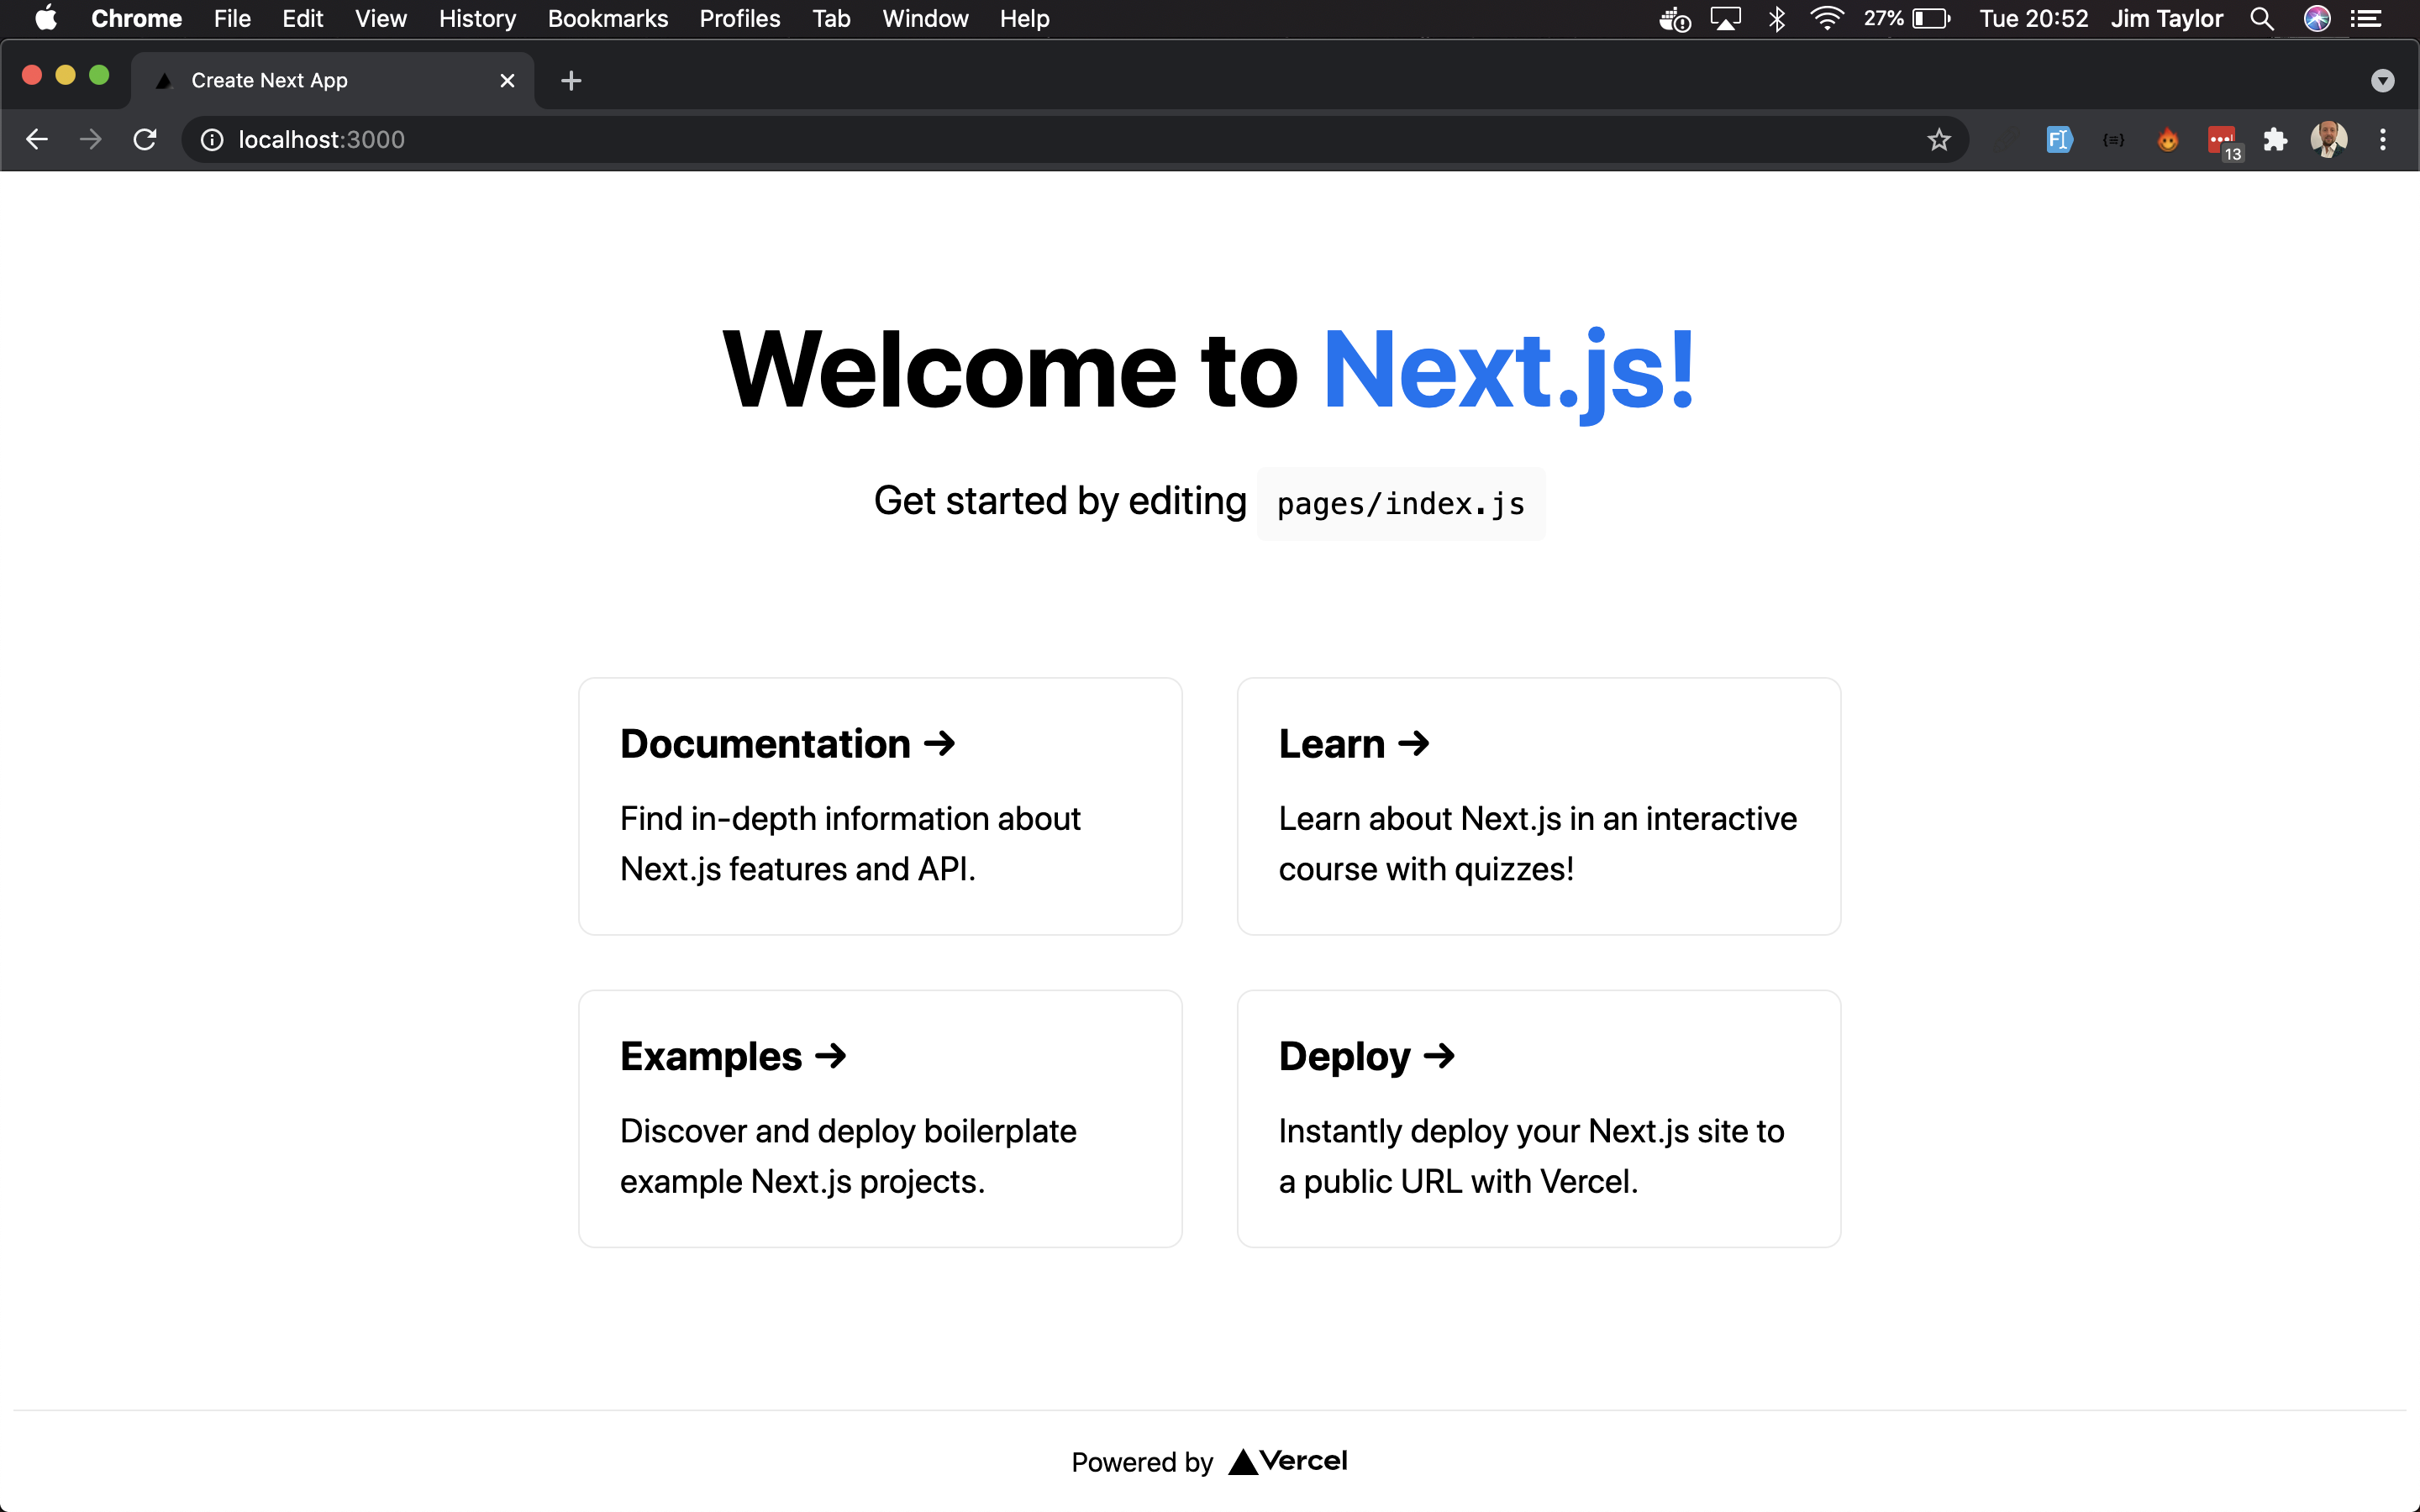 Chrome File Edit View History Bookmarks Profiles Tab Window Help 27% Tue 20:52 Jim Taylor
Create Next App
localhost:3000
13
Welcome to Next.js!
Get started by editing pages/index.js
Documentation →
Find in-depth information about
Next.js features and API.
Learn →
Learn about Next.js in an interactive
course with quizzes!
Examples →
Discover and deploy boilerplate
example Next.js projects.
Deploy →
Instantly deploy your Next.js site to
a public URL with Vercel.
Powered by Vercel